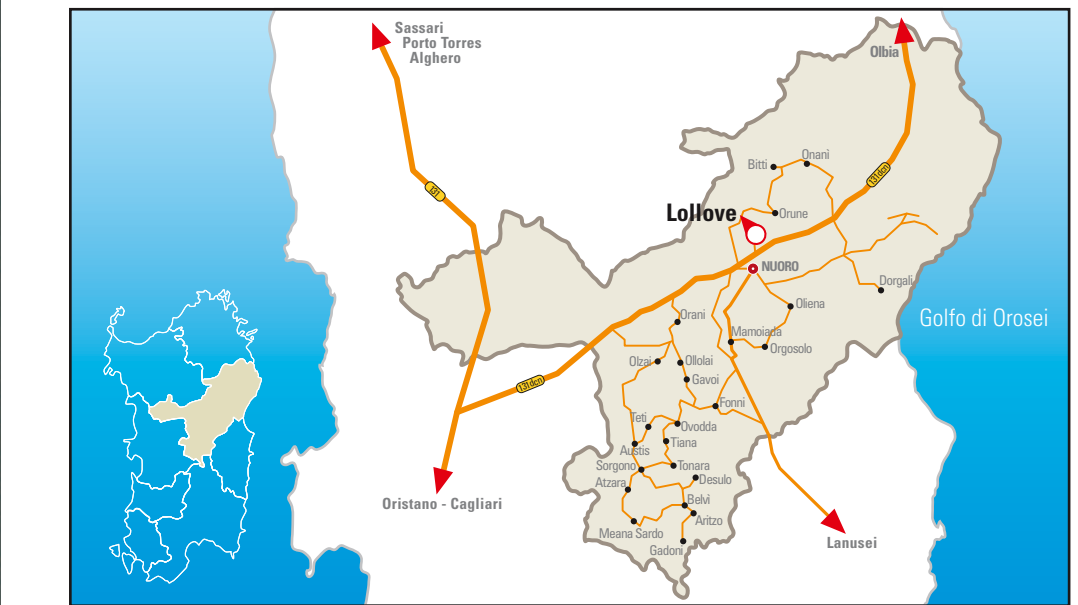 Sassari
Porto Torres
Alghero
Olbia
Onanì
Bitti
131dcn
131
Lollove
Orune
NUORO
Dorgali
Oliena
Golfo di Orosei
Orani
Mamoiada
Orgosolo
Olzai
Ollolai
Gavoi
131dcn
Fonni
Teti
Ovodda
Tiana
Austis
Sorgono
Tonara
Desulo
Atzara
Belvì
Oristano - Cagliari
Aritzo
Meana Sardo
Lanusei
Gadoni